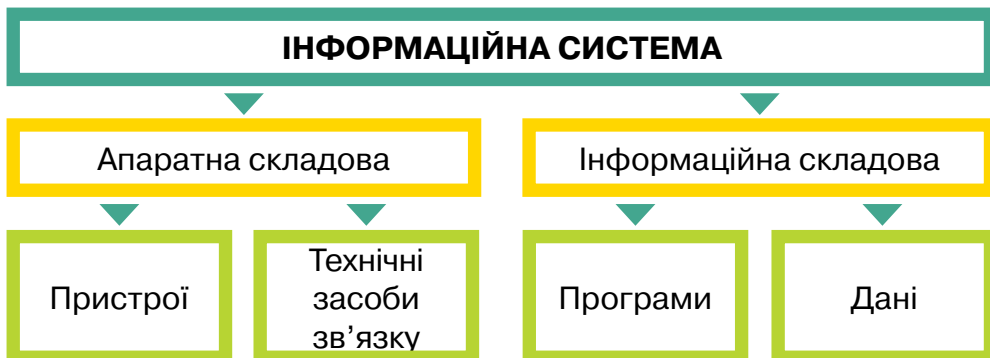 ІНФОРМАЦІЙНА СИСТЕМА
Апаратна складова
Інформаційна складова
Пристрої
Технічні
засоби
зв’язку
Програми
Дані